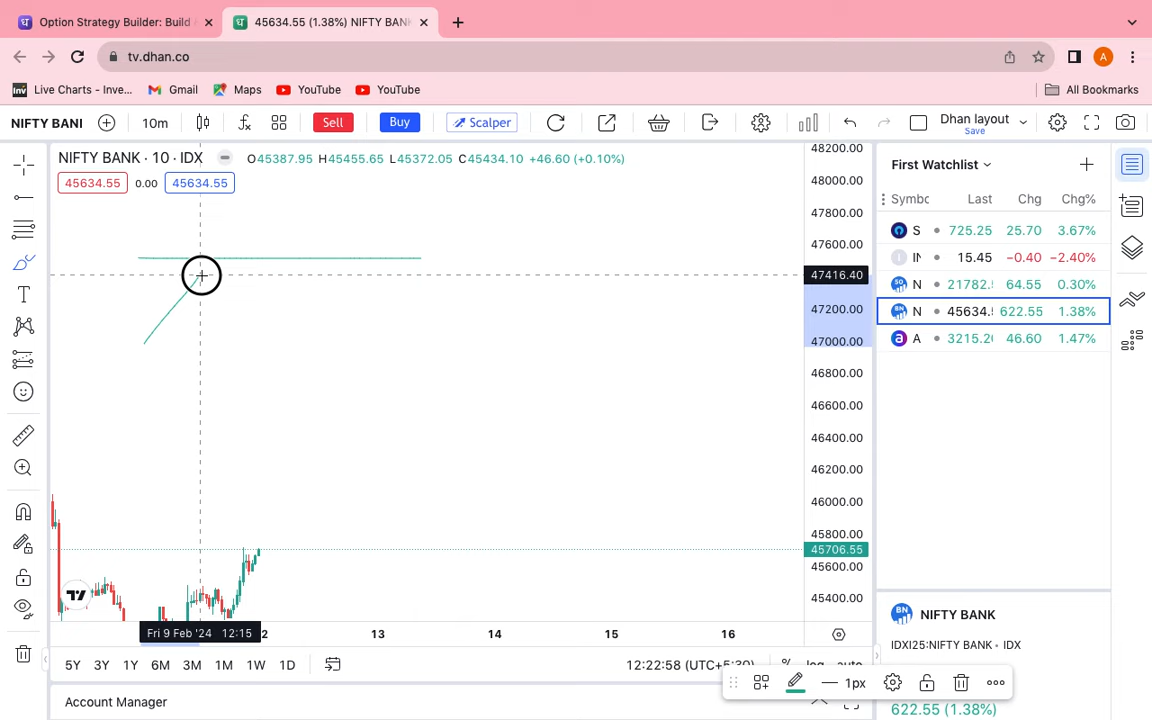 Option Strategy Builder: Build
45634.55 (1.38%) NIFTY BANK
tv.dhan.co
A
Live Charts - Inve...
Gmail
Maps
YouTube
YouTube
All Bookmarks
NIFTY BANI
10m
Sell
Buy
Scalper
Dhan layout
Save
NIFTY BANK · 10 · IDX
O45387.95 H45455.65 L45372.05 C45434.10 +46.60 (+0.10%)
45634.55 0.00 45634.55
48200.00
48000.00
47800.00
47600.00
47416.40
47200.00
47000.00
46800.00
46600.00
46400.00
46200.00
46000.00
45800.00
45706.55
45600.00
45400.00
First Watchlist
Symbc Last Chg Chg%
S 725.25 25.70 3.67%
15.45 −0.40 −2.40%
N 21782. 64.55 0.30%
N 45634. 622.55 1.38%
A 3215.2 46.60 1.47%
Fri 9 Feb '24 12:15
2 13 14 15 16
5Y 3Y 1Y 6M 3M 1M 1W 1D
12:22:58 (UTC+5:30)
% log auto
1px
Account Manager
BN NIFTY BANK
IDXI25:NIFTY BANK • IDX
622.55 (1.38%)